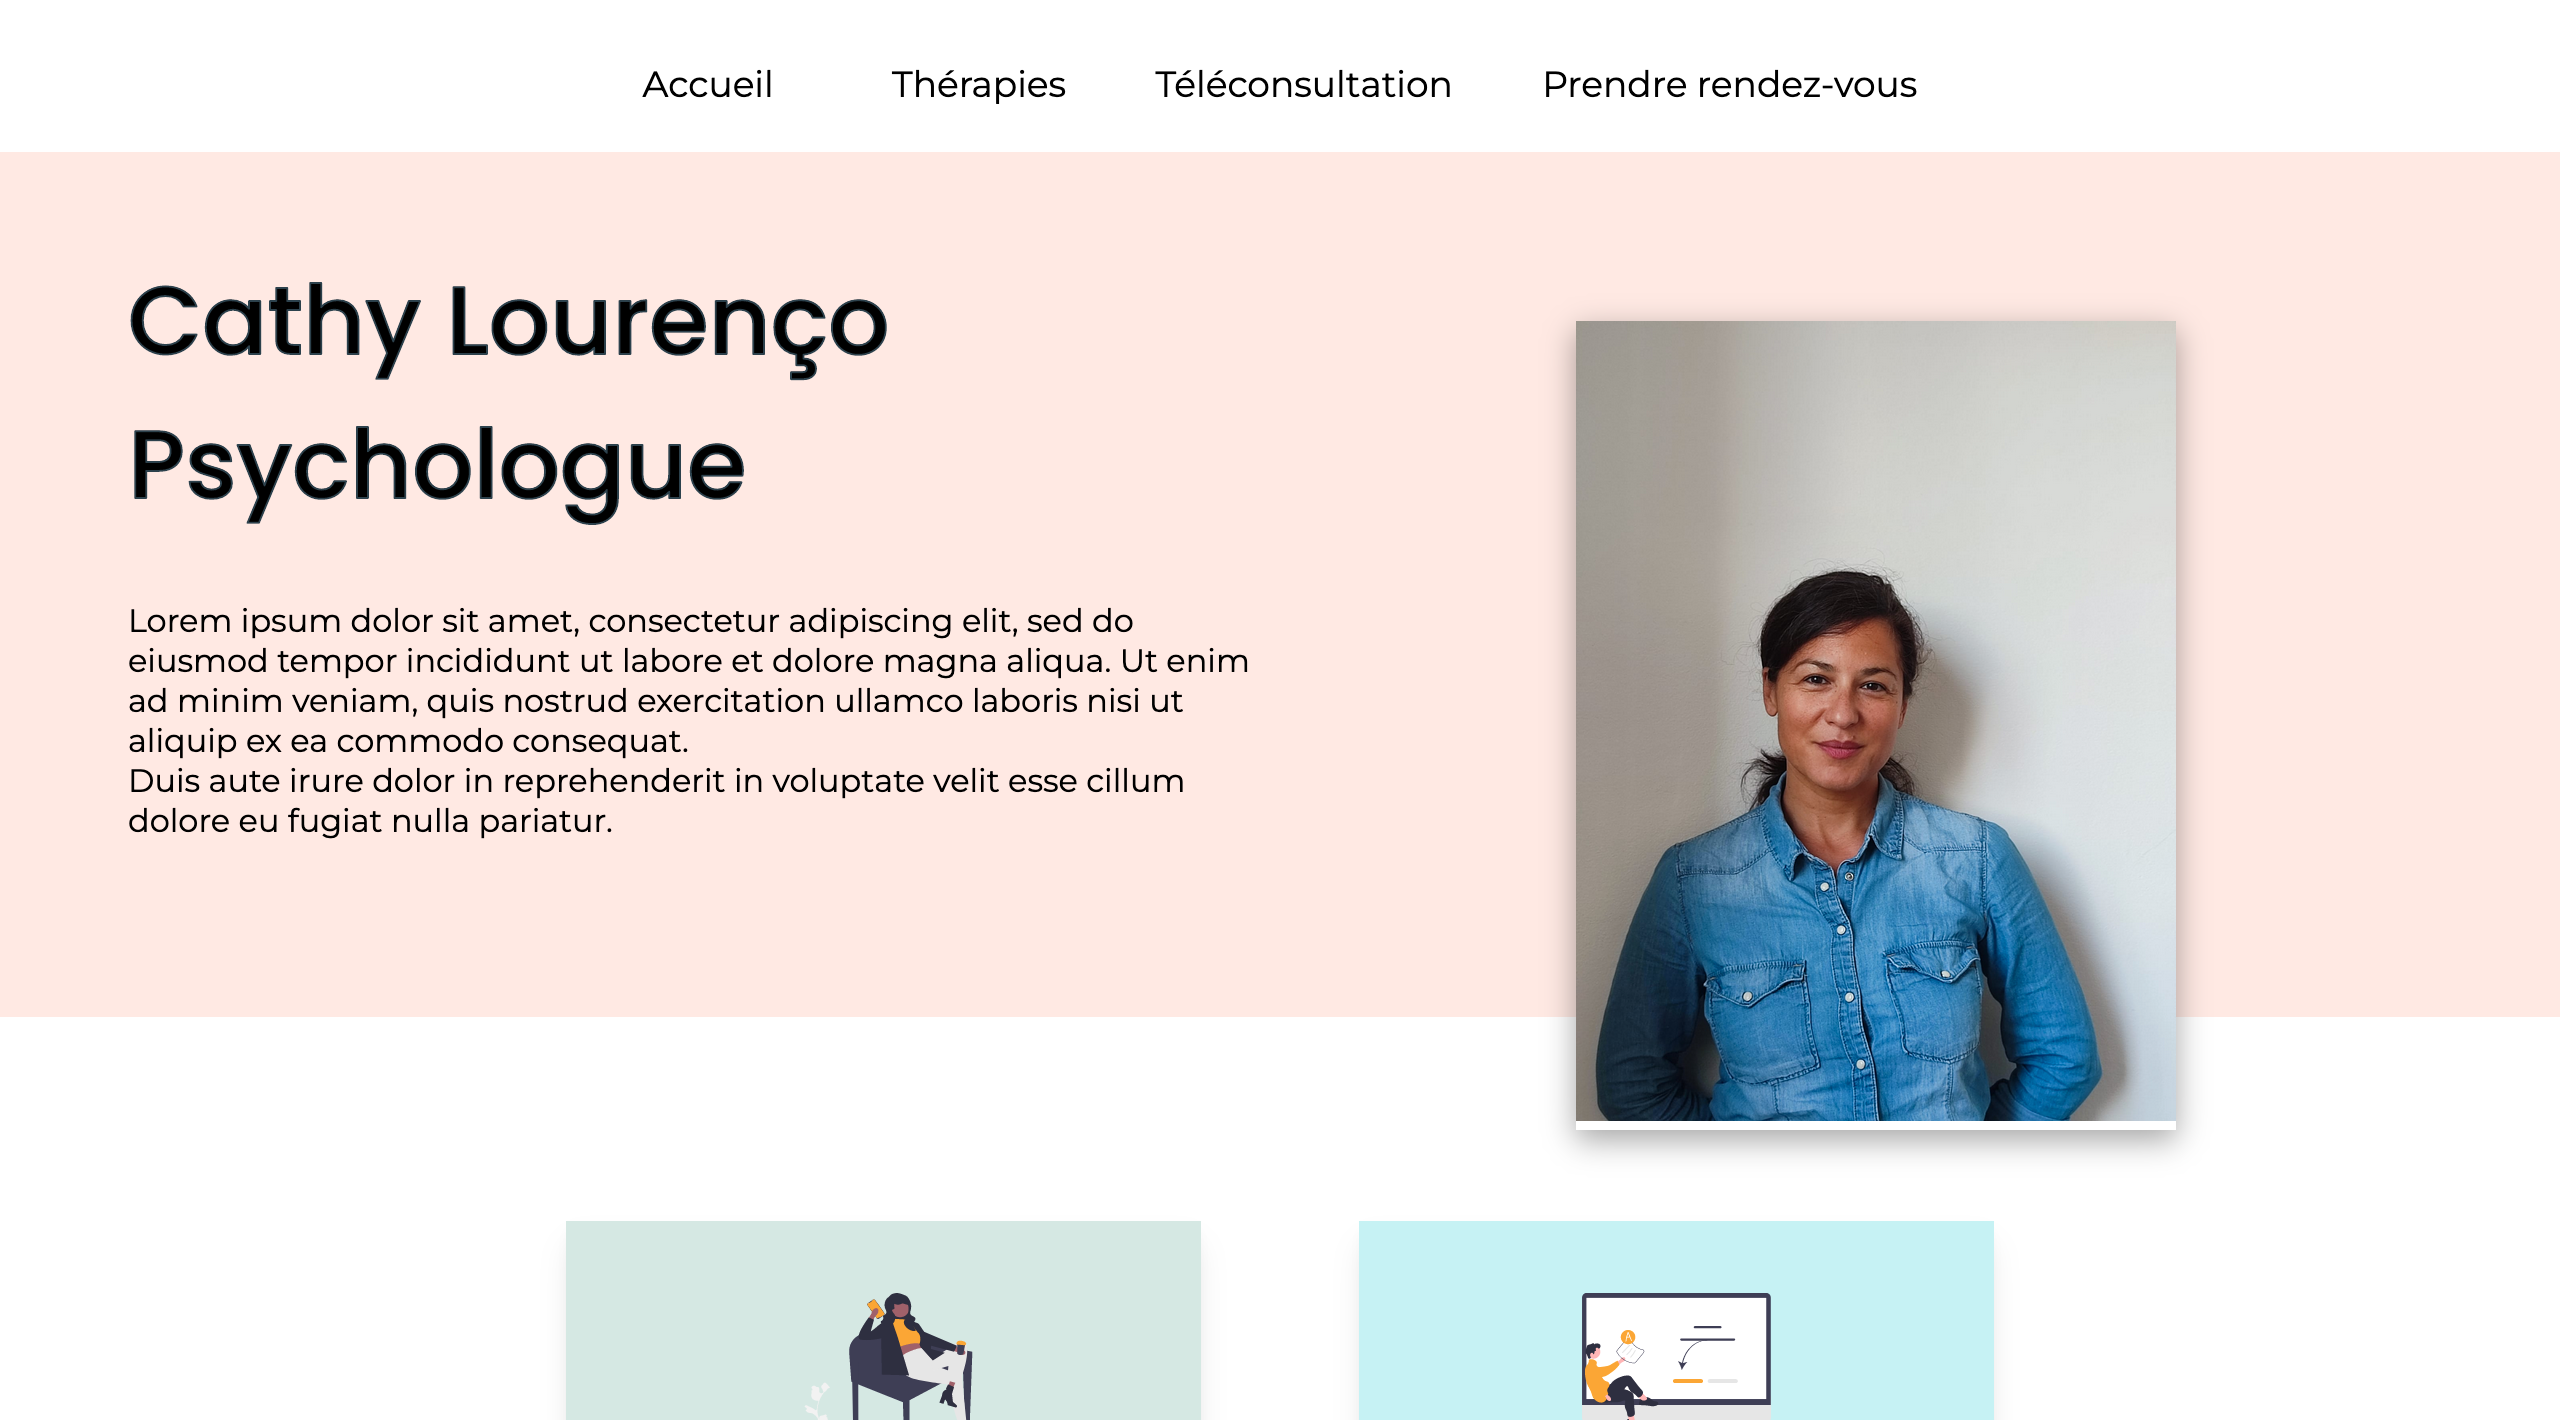 Accueil Thérapies Téléconsultation Prendre rendez-vous
Cathy Lourenço
Psychologue
Lorem ipsum dolor sit amet, consectetur adipiscing elit, sed do
eiusmod tempor incididunt ut labore et dolore magna aliqua. Ut enim
ad minim veniam, quis nostrud exercitation ullamco laboris nisi ut
aliquip ex ea commodo consequat.
Duis aute irure dolor in reprehenderit in voluptate velit esse cillum
dolore eu fugiat nulla pariatur.
A